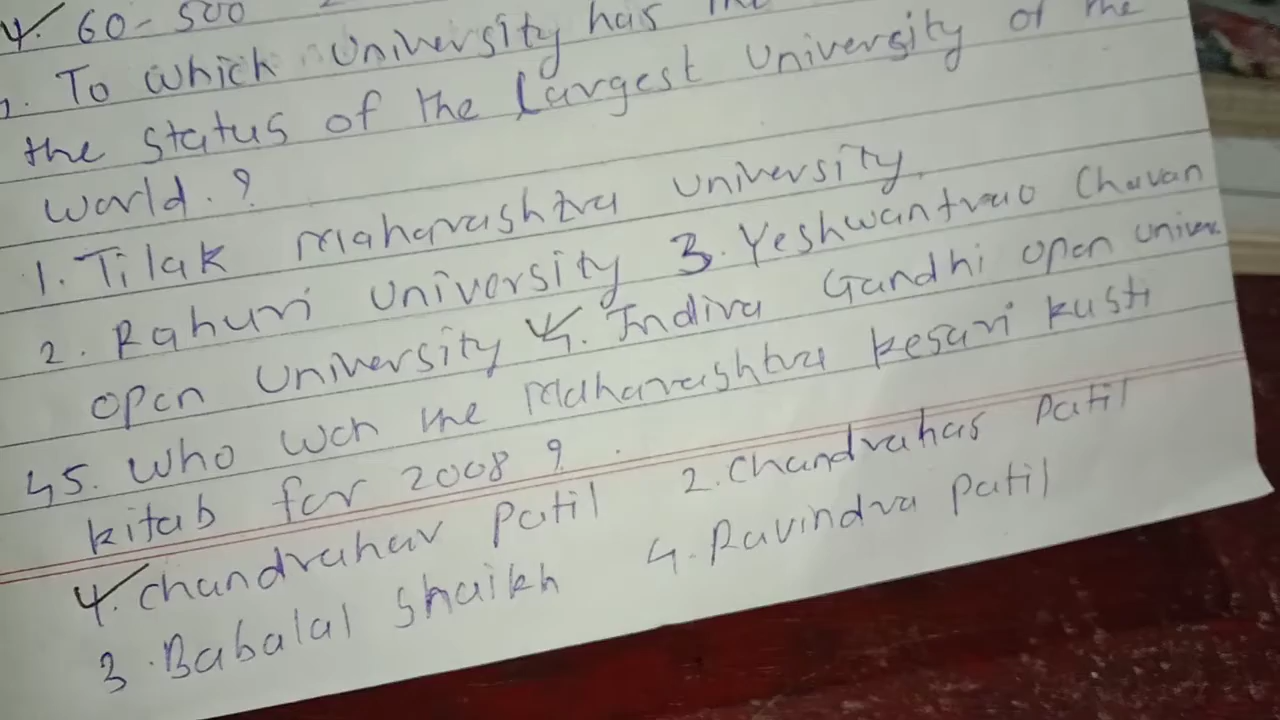 4. 60-500
. To which University has the
the status of the Largest University of the
world. ?
1. Tilak Maharashtra University
2. Rahuri University 3. Yeshwantrao Chavan
open University 4. Indira Gandhi open univer
45. Who won the Maharashtra Kesari Kusti
kitab for 2008 ?
1. Chandrahar Patil 2. Chandrahas Patil
3. Babalal Shaikh 4. Ravindra Patil